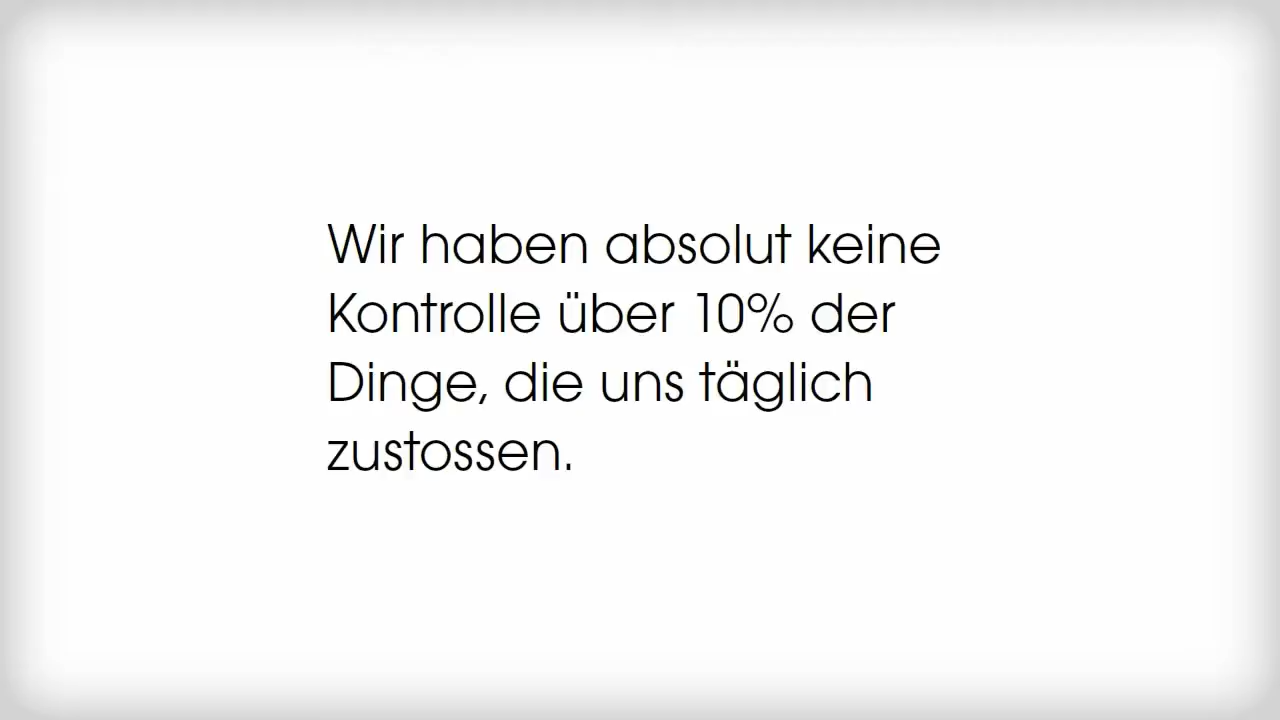 Wir haben absolut keine
Kontrolle über 10% der
Dinge, die uns täglich
zustossen.